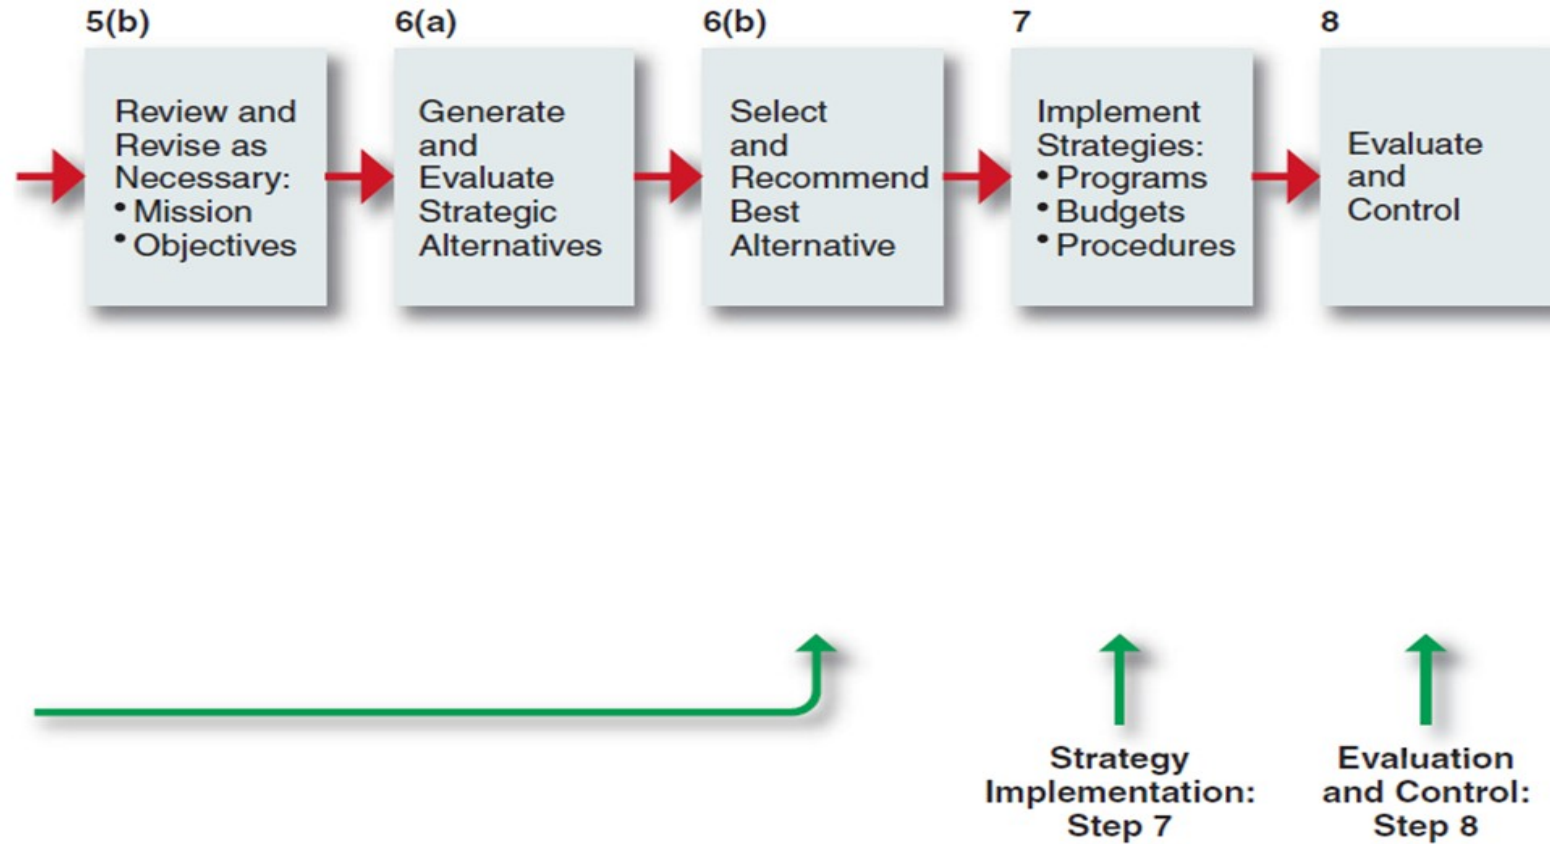 5(b)
Review and
Revise as
Necessary:
• Mission
• Objectives
6(a)
Generate
and
Evaluate
Strategic
Alternatives
6(b)
Select
and
Recommend
Best
Alternative
7
Implement
Strategies:
• Programs
• Budgets
• Procedures
8
Evaluate
and
Control
Strategy
Implementation:
Step 7
Evaluation
and Control:
Step 8